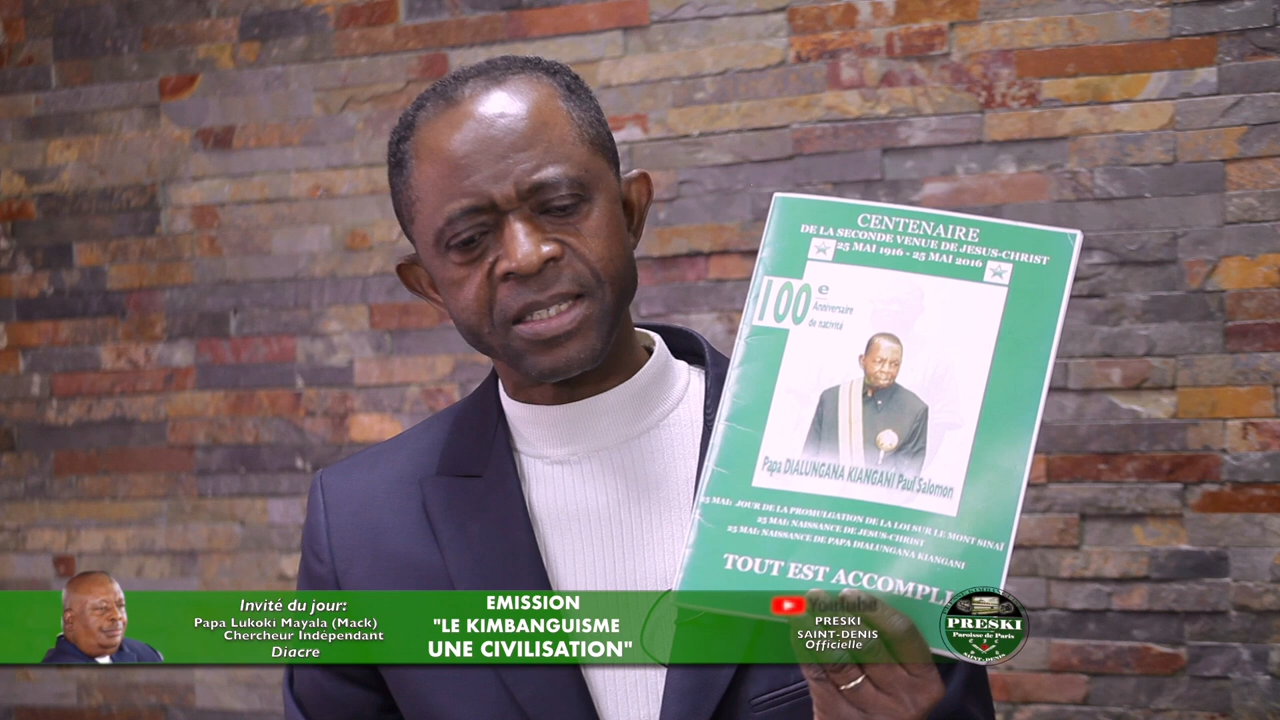 CENTENAIRE
DE LA SECONDE VENUE DE JESUS-CHRIST
25 MAI 1916 - 25 MAI 2016
100e
Anniversaire
de nativité
Papa DIALUNGANA KIANGANI Paul Salomon
25 MAI: JOUR DE LA PROMULGATION DE LA LOI SUR LE MONT SINAÏ
25 MAI: NAISSANCE DE JESUS-CHRIST
25 MAI: NAISSANCE DE PAPA DIALUNGANA KIANGANI
TOUT EST ACCOMPLI
Invité du jour:
Papa Lukoki Mayala (Mack)
Chercheur Indépendant
Diacre
EMISSION
"LE KIMBANGUISME
UNE CIVILISATION"
YouTube
PRESKI
SAINT-DENIS
Officielle
PRESKI
Paroisse de Paris
SAINT-DENIS